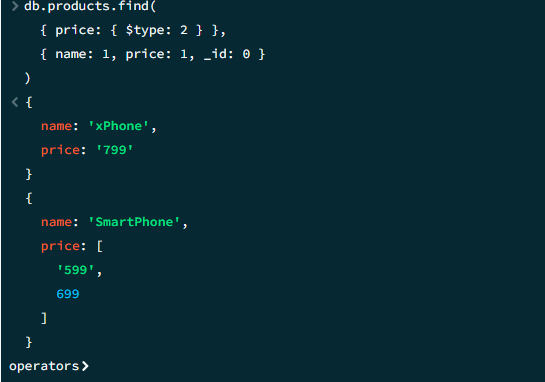 > db.products.find(
{ price: { $type: 2 } },
{ name: 1, price: 1, _id: 0 }
)
< {
name: 'xPhone',
price: '799'
}
{
name: 'SmartPhone',
price: [
'599',
699
]
}
operators>